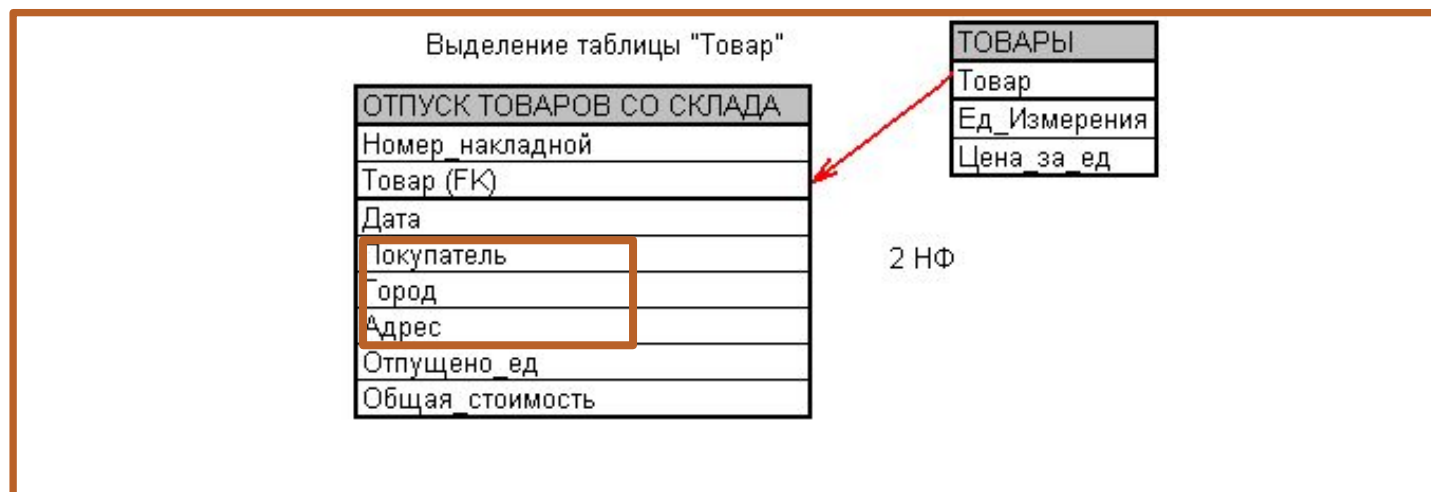 Выделение таблицы "Товар"
ТОВАРЫ
Товар
Ед_Измерения
Цена_за_ед
ОТПУСК ТОВАРОВ СО СКЛАДА
Номер_накладной
Товар (FK)
Дата
Покупатель
Город
Адрес
Отпущено_ед
Общая_стоимость
2 НФ